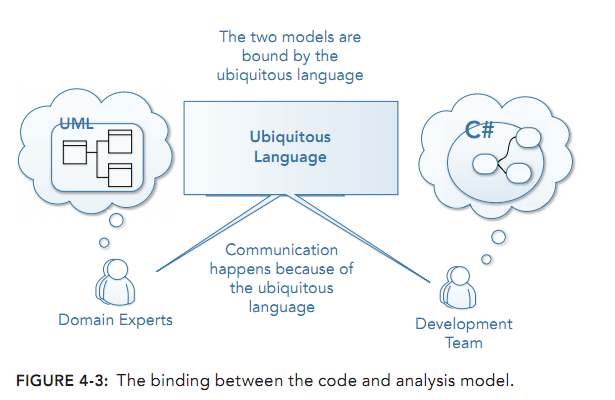 The two models are
bound by the
ubiquitous language
UML
Ubiquitous
Language
C#
Communication
happens because of
the ubiquitous
language
Domain Experts
Development
Team
FIGURE 4-3: The binding between the code and analysis model.